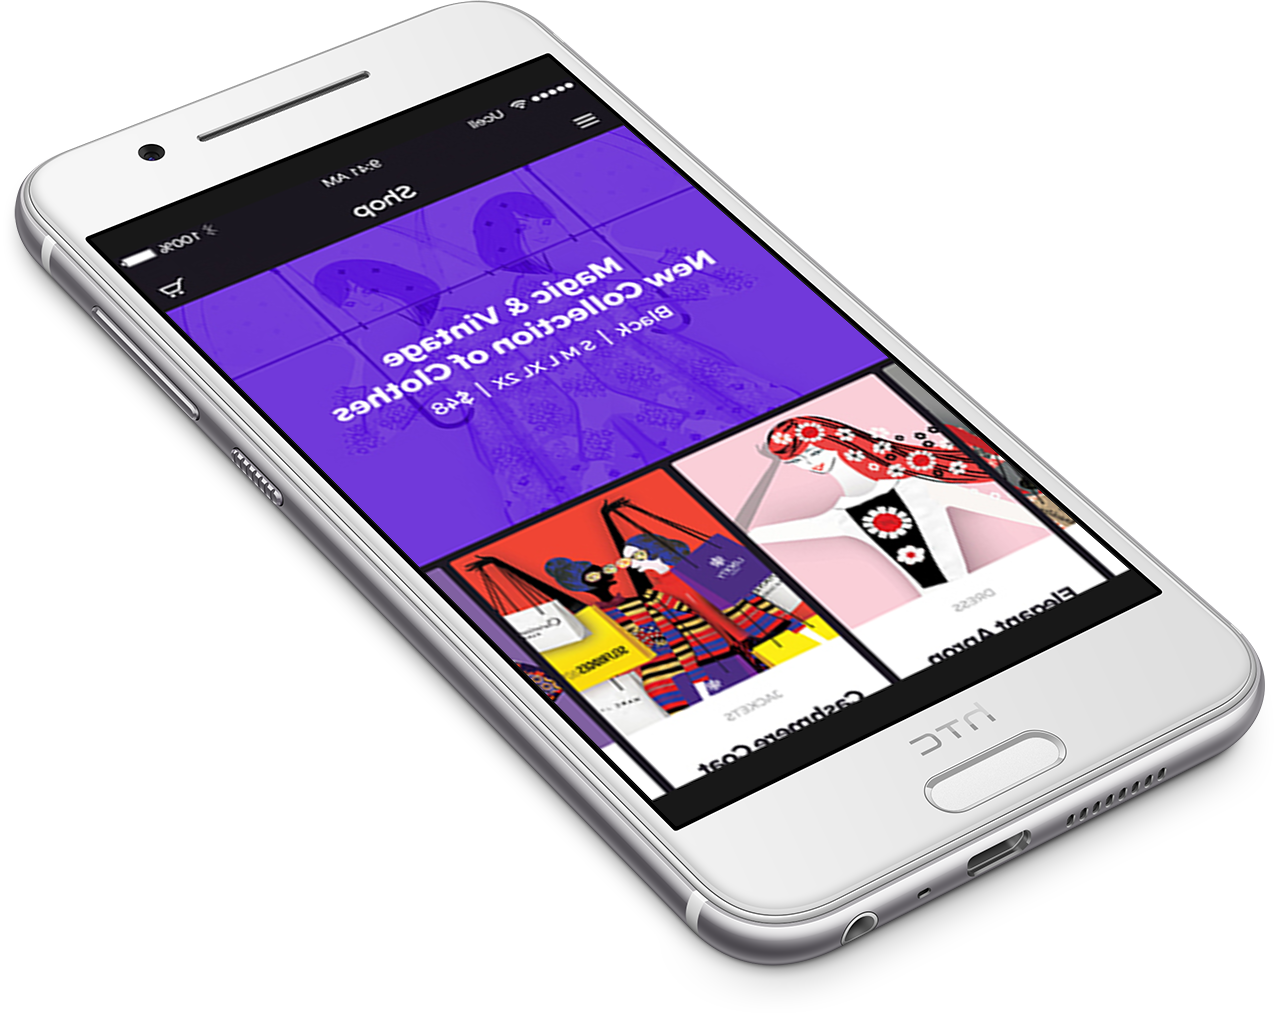 Ucell
9:41 AM
100%
Shop
Magic & Vintage
New Collection of Clothes
Black | S M L XL 2X | $48
DRESS
Elegant Apron
JACKETS
Cashmere Coat
hTC